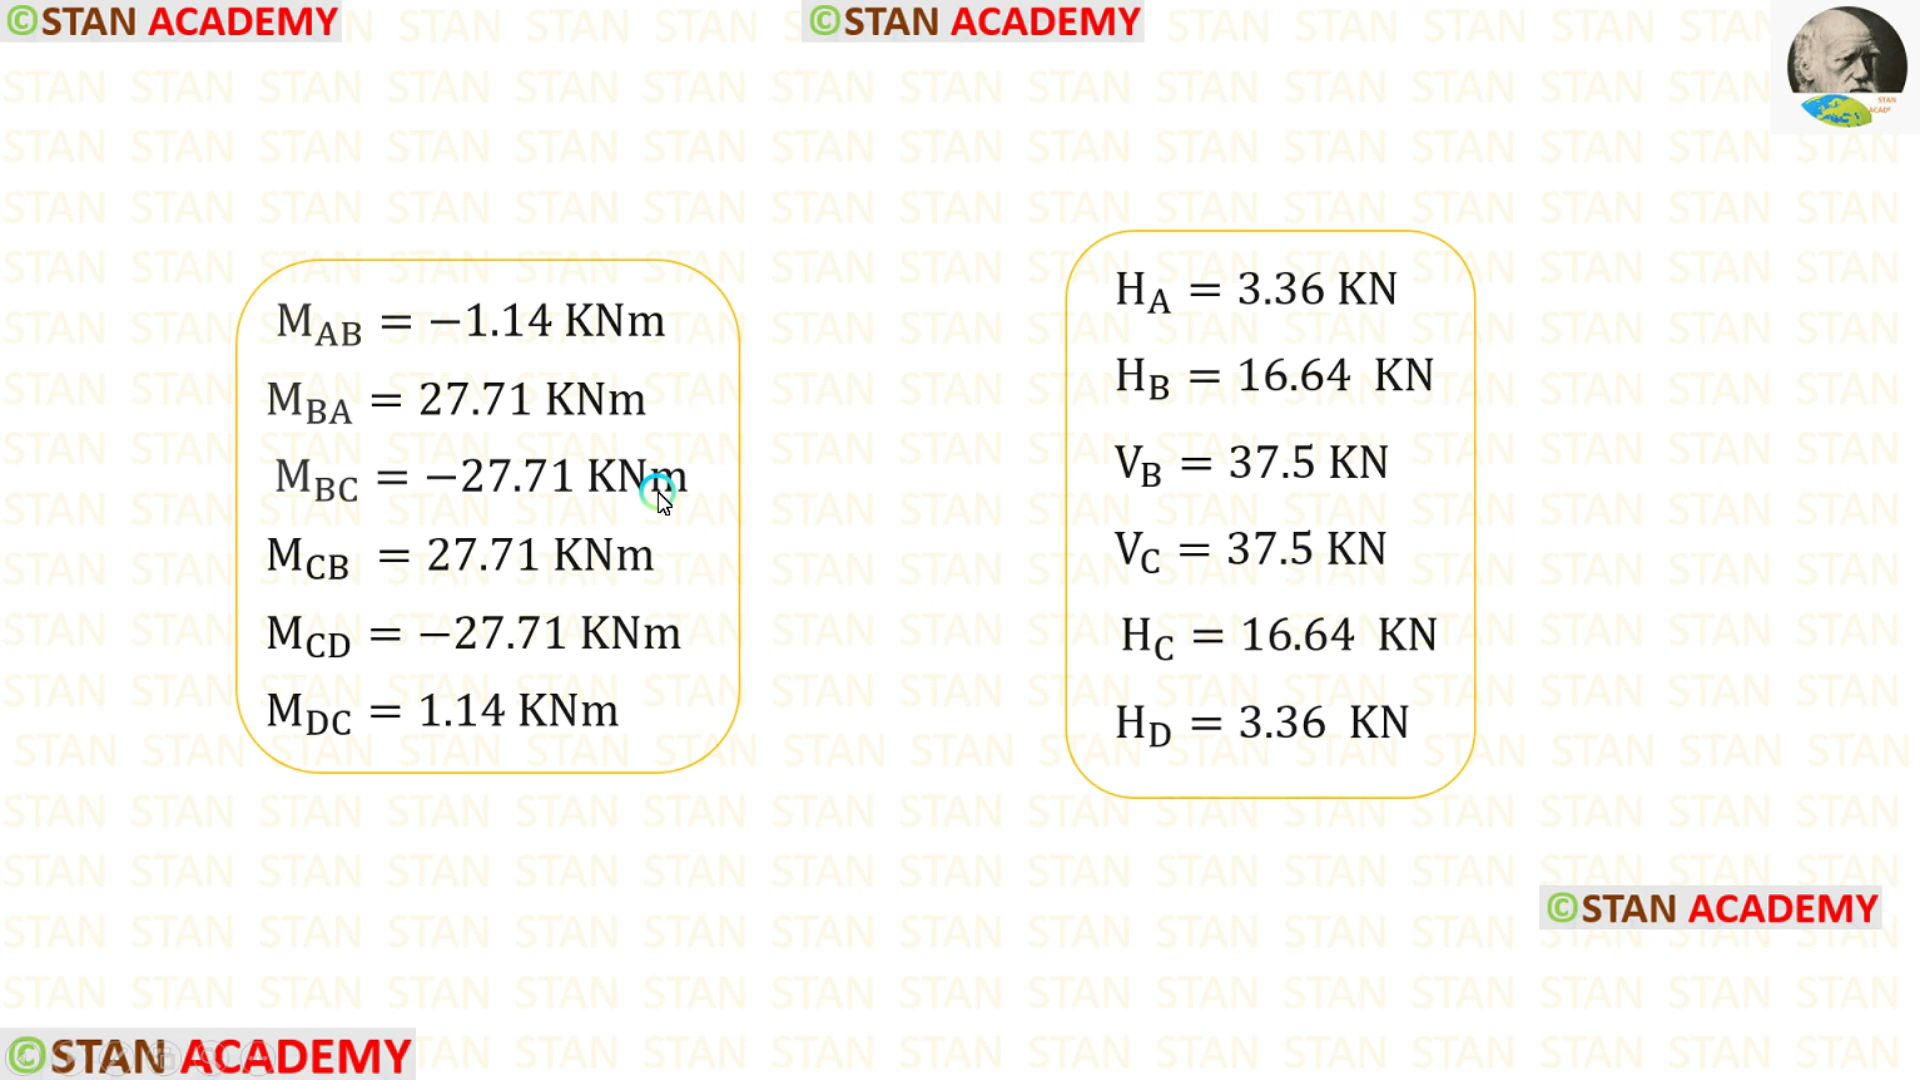 ©STAN ACADEMY
©STAN ACADEMY
STAN ACADY
M_AB = −1.14 KNm
M_BA = 27.71 KNm
M_BC = −27.71 KNm
M_CB = 27.71 KNm
M_CD = −27.71 KNm
M_DC = 1.14 KNm
H_A = 3.36 KN
H_B = 16.64 KN
V_B = 37.5 KN
V_C = 37.5 KN
H_C = 16.64 KN
H_D = 3.36 KN
©STAN ACADEMY
©STAN ACADEMY